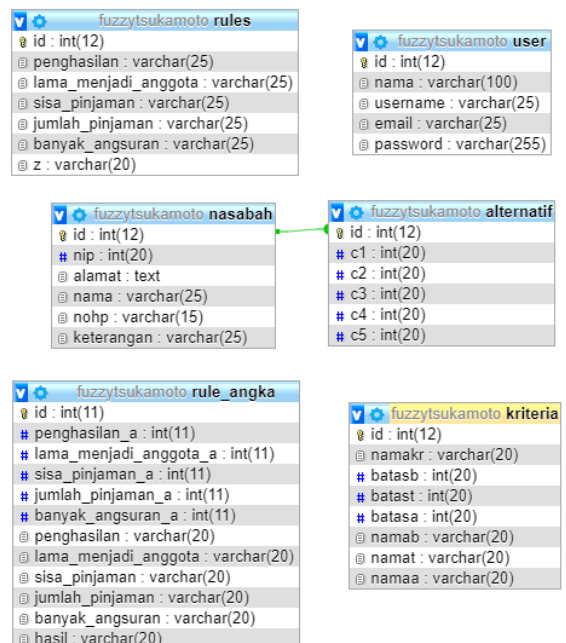 fuzzytsukamoto rules
id : int(12)
penghasilan : varchar(25)
lama_menjadi_anggota : varchar(25)
sisa_pinjaman : varchar(25)
jumlah_pinjaman : varchar(25)
banyak_angsuran : varchar(25)
z : varchar(20)
fuzzytsukamoto user
id : int(12)
nama : varchar(100)
username : varchar(25)
email : varchar(25)
password : varchar(255)
fuzzytsukamoto nasabah
id : int(12)
# nip : int(20)
alamat : text
nama : varchar(25)
nohp : varchar(15)
keterangan : varchar(25)
fuzzytsukamoto alternatif
id : int(12)
# c1 : int(20)
# c2 : int(20)
# c3 : int(20)
# c4 : int(20)
# c5 : int(20)
fuzzytsukamoto rule_angka
id : int(11)
# penghasilan_a : int(11)
# lama_menjadi_anggota_a : int(11)
# sisa_pinjaman_a : int(11)
# jumlah_pinjaman_a : int(11)
# banyak_angsuran_a : int(11)
penghasilan : varchar(20)
lama_menjadi_anggota : varchar(20)
sisa_pinjaman : varchar(20)
jumlah_pinjaman : varchar(20)
banyak_angsuran : varchar(20)
hasil : varchar(20)
fuzzytsukamoto kriteria
id : int(12)
namakr : varchar(20)
# batasb : int(20)
# batast : int(20)
# batasa : int(20)
namab : varchar(20)
namat : varchar(20)
namaa : varchar(20)